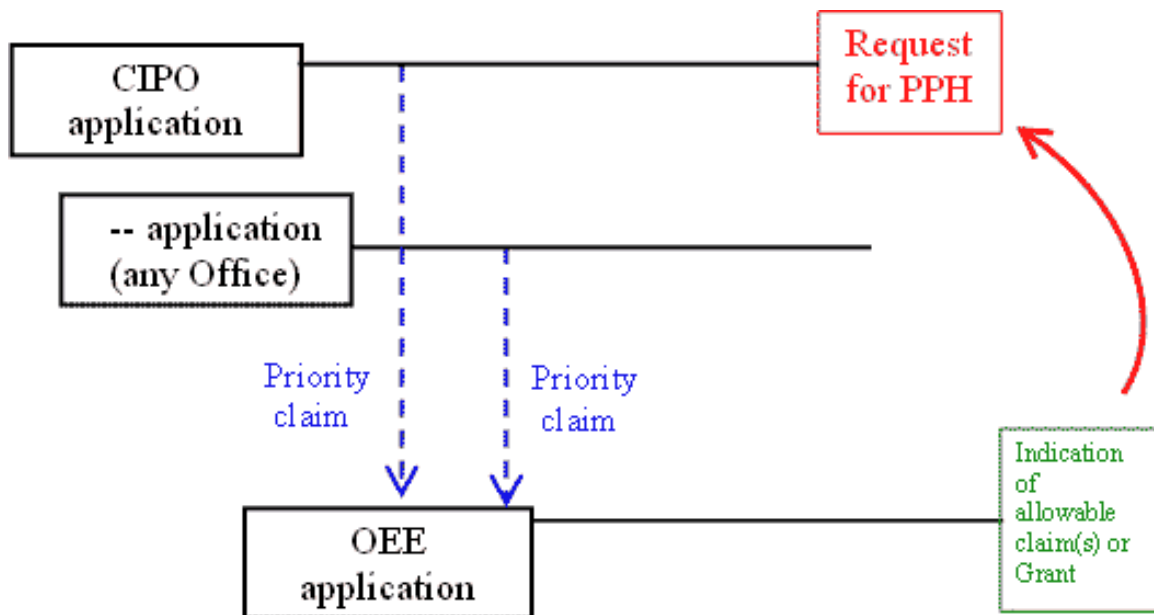 CIPO
application
Request
for PPH
-- application
(any Office)
Priority
claim
Priority
claim
OEE
application
Indication
of
allowable
claim(s) or
Grant